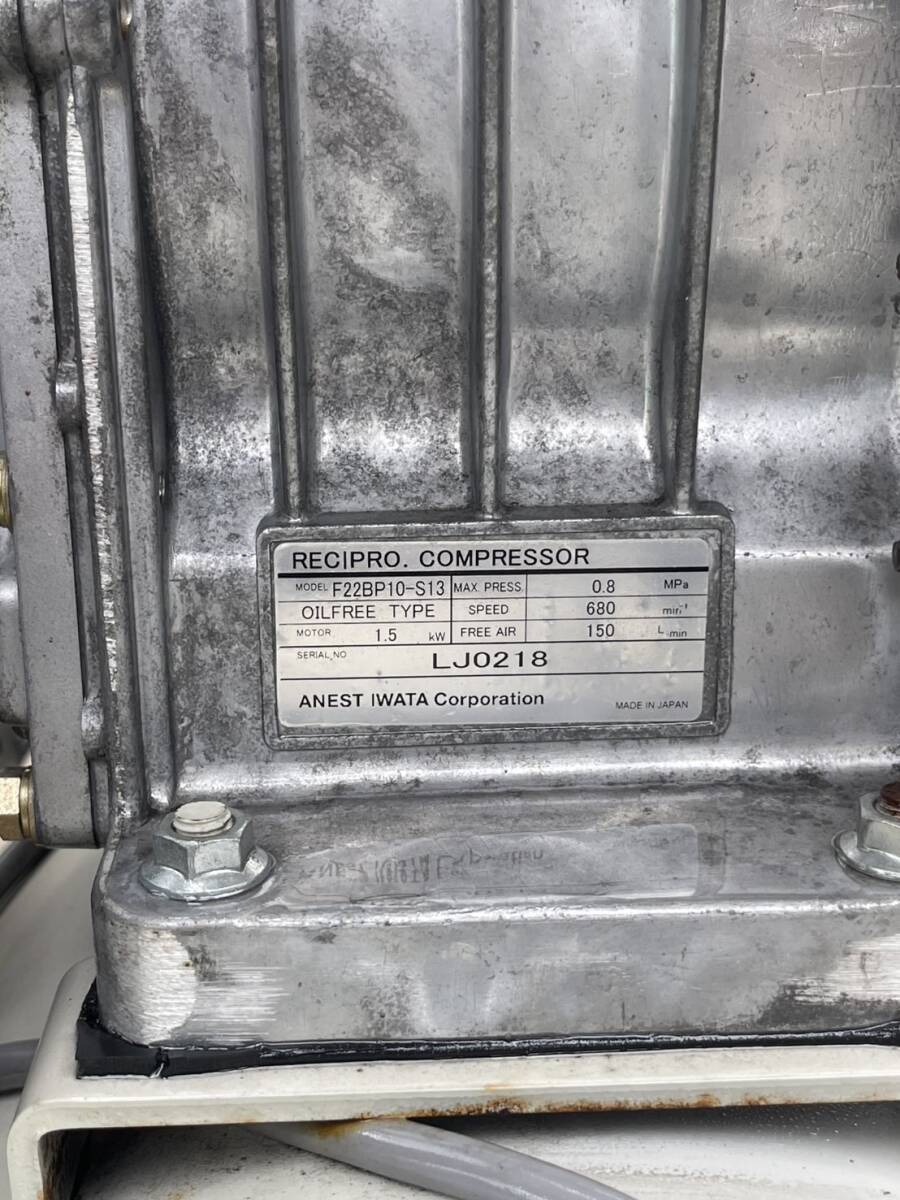 RECIPRO. COMPRESSOR
MODEL F22BP10-S13 MAX PRESS. 0.8 MPa
OILFREE TYPE SPEED 680 min⁻¹
MOTOR 1.5 kW FREE AIR 150 L/min
SERIAL NO LJ0218
ANEST IWATA Corporation MADE IN JAPAN